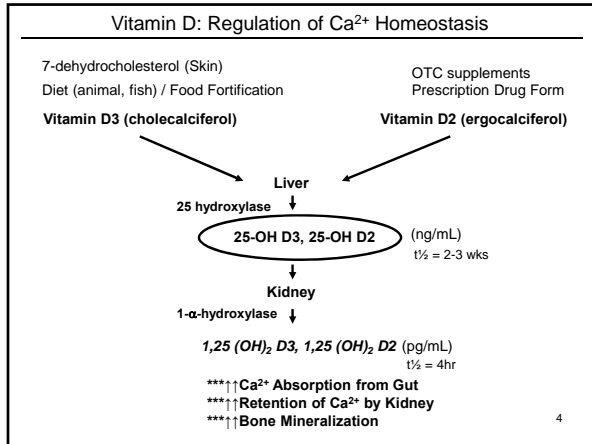 Vitamin D: Regulation of Ca²⁺ Homeostasis
7-dehydrocholesterol (Skin)
Diet (animal, fish) / Food Fortification
Vitamin D3 (cholecalciferol)
OTC supplements
Prescription Drug Form
Vitamin D2 (ergocalciferol)
Liver
25 hydroxylase
25-OH D3, 25-OH D2
(ng/mL)
t½ = 2-3 wks
Kidney
1-α-hydroxylase
1,25 (OH)₂ D3, 1,25 (OH)₂ D2 (pg/mL)
t½ = 4hr
***↑↑Ca²⁺ Absorption from Gut
***↑↑Retention of Ca²⁺ by Kidney
***↑↑Bone Mineralization
4